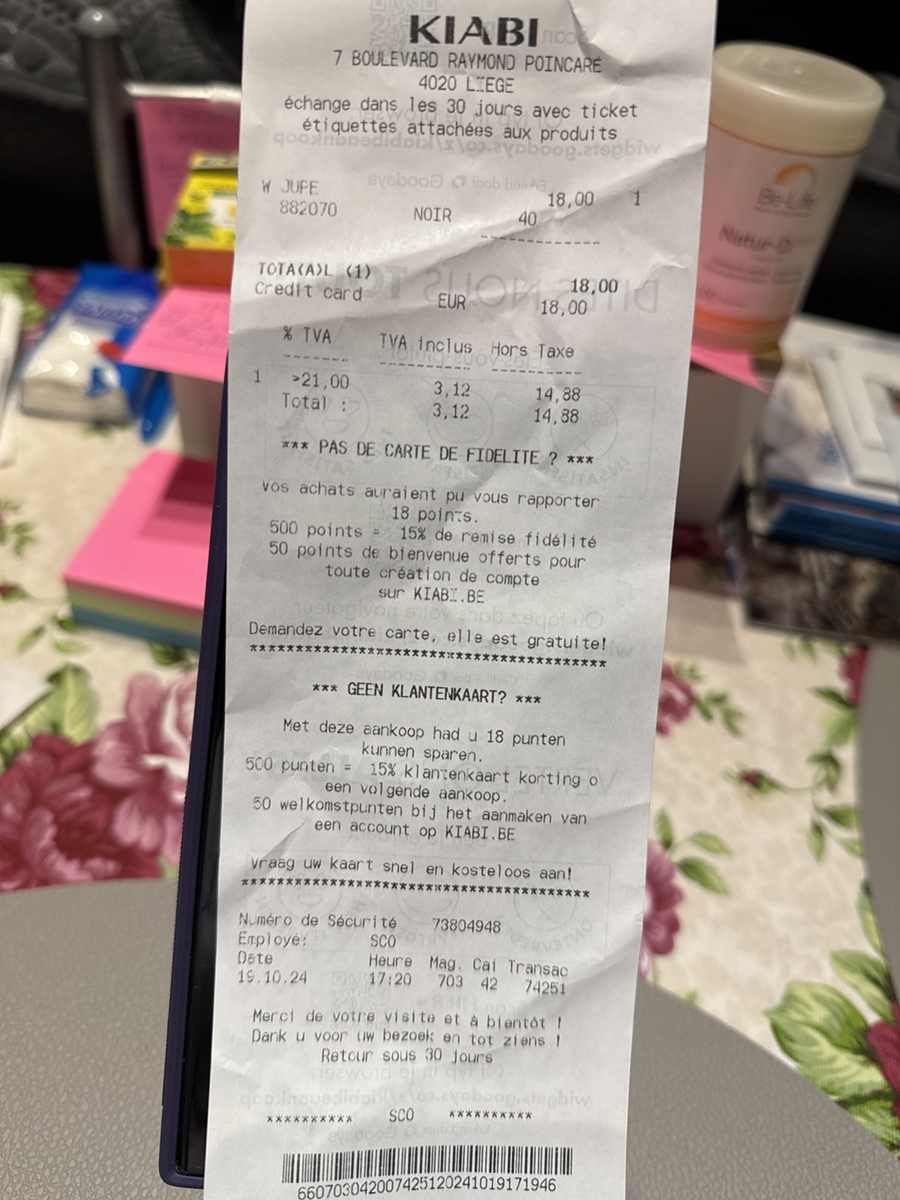 KIABI
7 BOULEVARD RAYMOND POINCARÉ
4020 LIEGE
échange dans les 30 jours avec ticket
étiquettes attachées aux produits
W JUPE 18,00 1
882070 NOIR 40
TOTA(A)L (1) 18,00
Credit card EUR 18,00
% TVA TVA inclus Hors Taxe
1 >21,00 3,12 14,88
Total : 3,12 14,88
*** PAS DE CARTE DE FIDELITE ? ***
Vos achats auraient pu vous rapporter
18 points.
500 points = 15% de remise fidélité
50 points de bienvenue offerts pour
toute création de compte
sur KIABI.BE
Demandez votre carte, elle est gratuite!
****************************************
*** GEEN KLANTENKAART? ***
Met deze aankoop had u 18 punten
kunnen sparen.
500 punten = 15% klantenkaart korting o
een volgende aankoop.
50 welkomstpunten bij het aanmaken van
een account op KIABI.BE
Vraag uw kaart snel en kosteloos aan!
****************************************
Numéro de Sécurité 73804948
Employé: SCO
Date Heure Mag. Cai Transac
19.10.24 17:20 703 42 74251
Merci de votre visite et à bientôt !
Dank u voor uw bezoek en tot ziens !
Retour sous 30 jours
********** SCO **********
66070304200742512024101917194​6
Be-Life
Natur-D